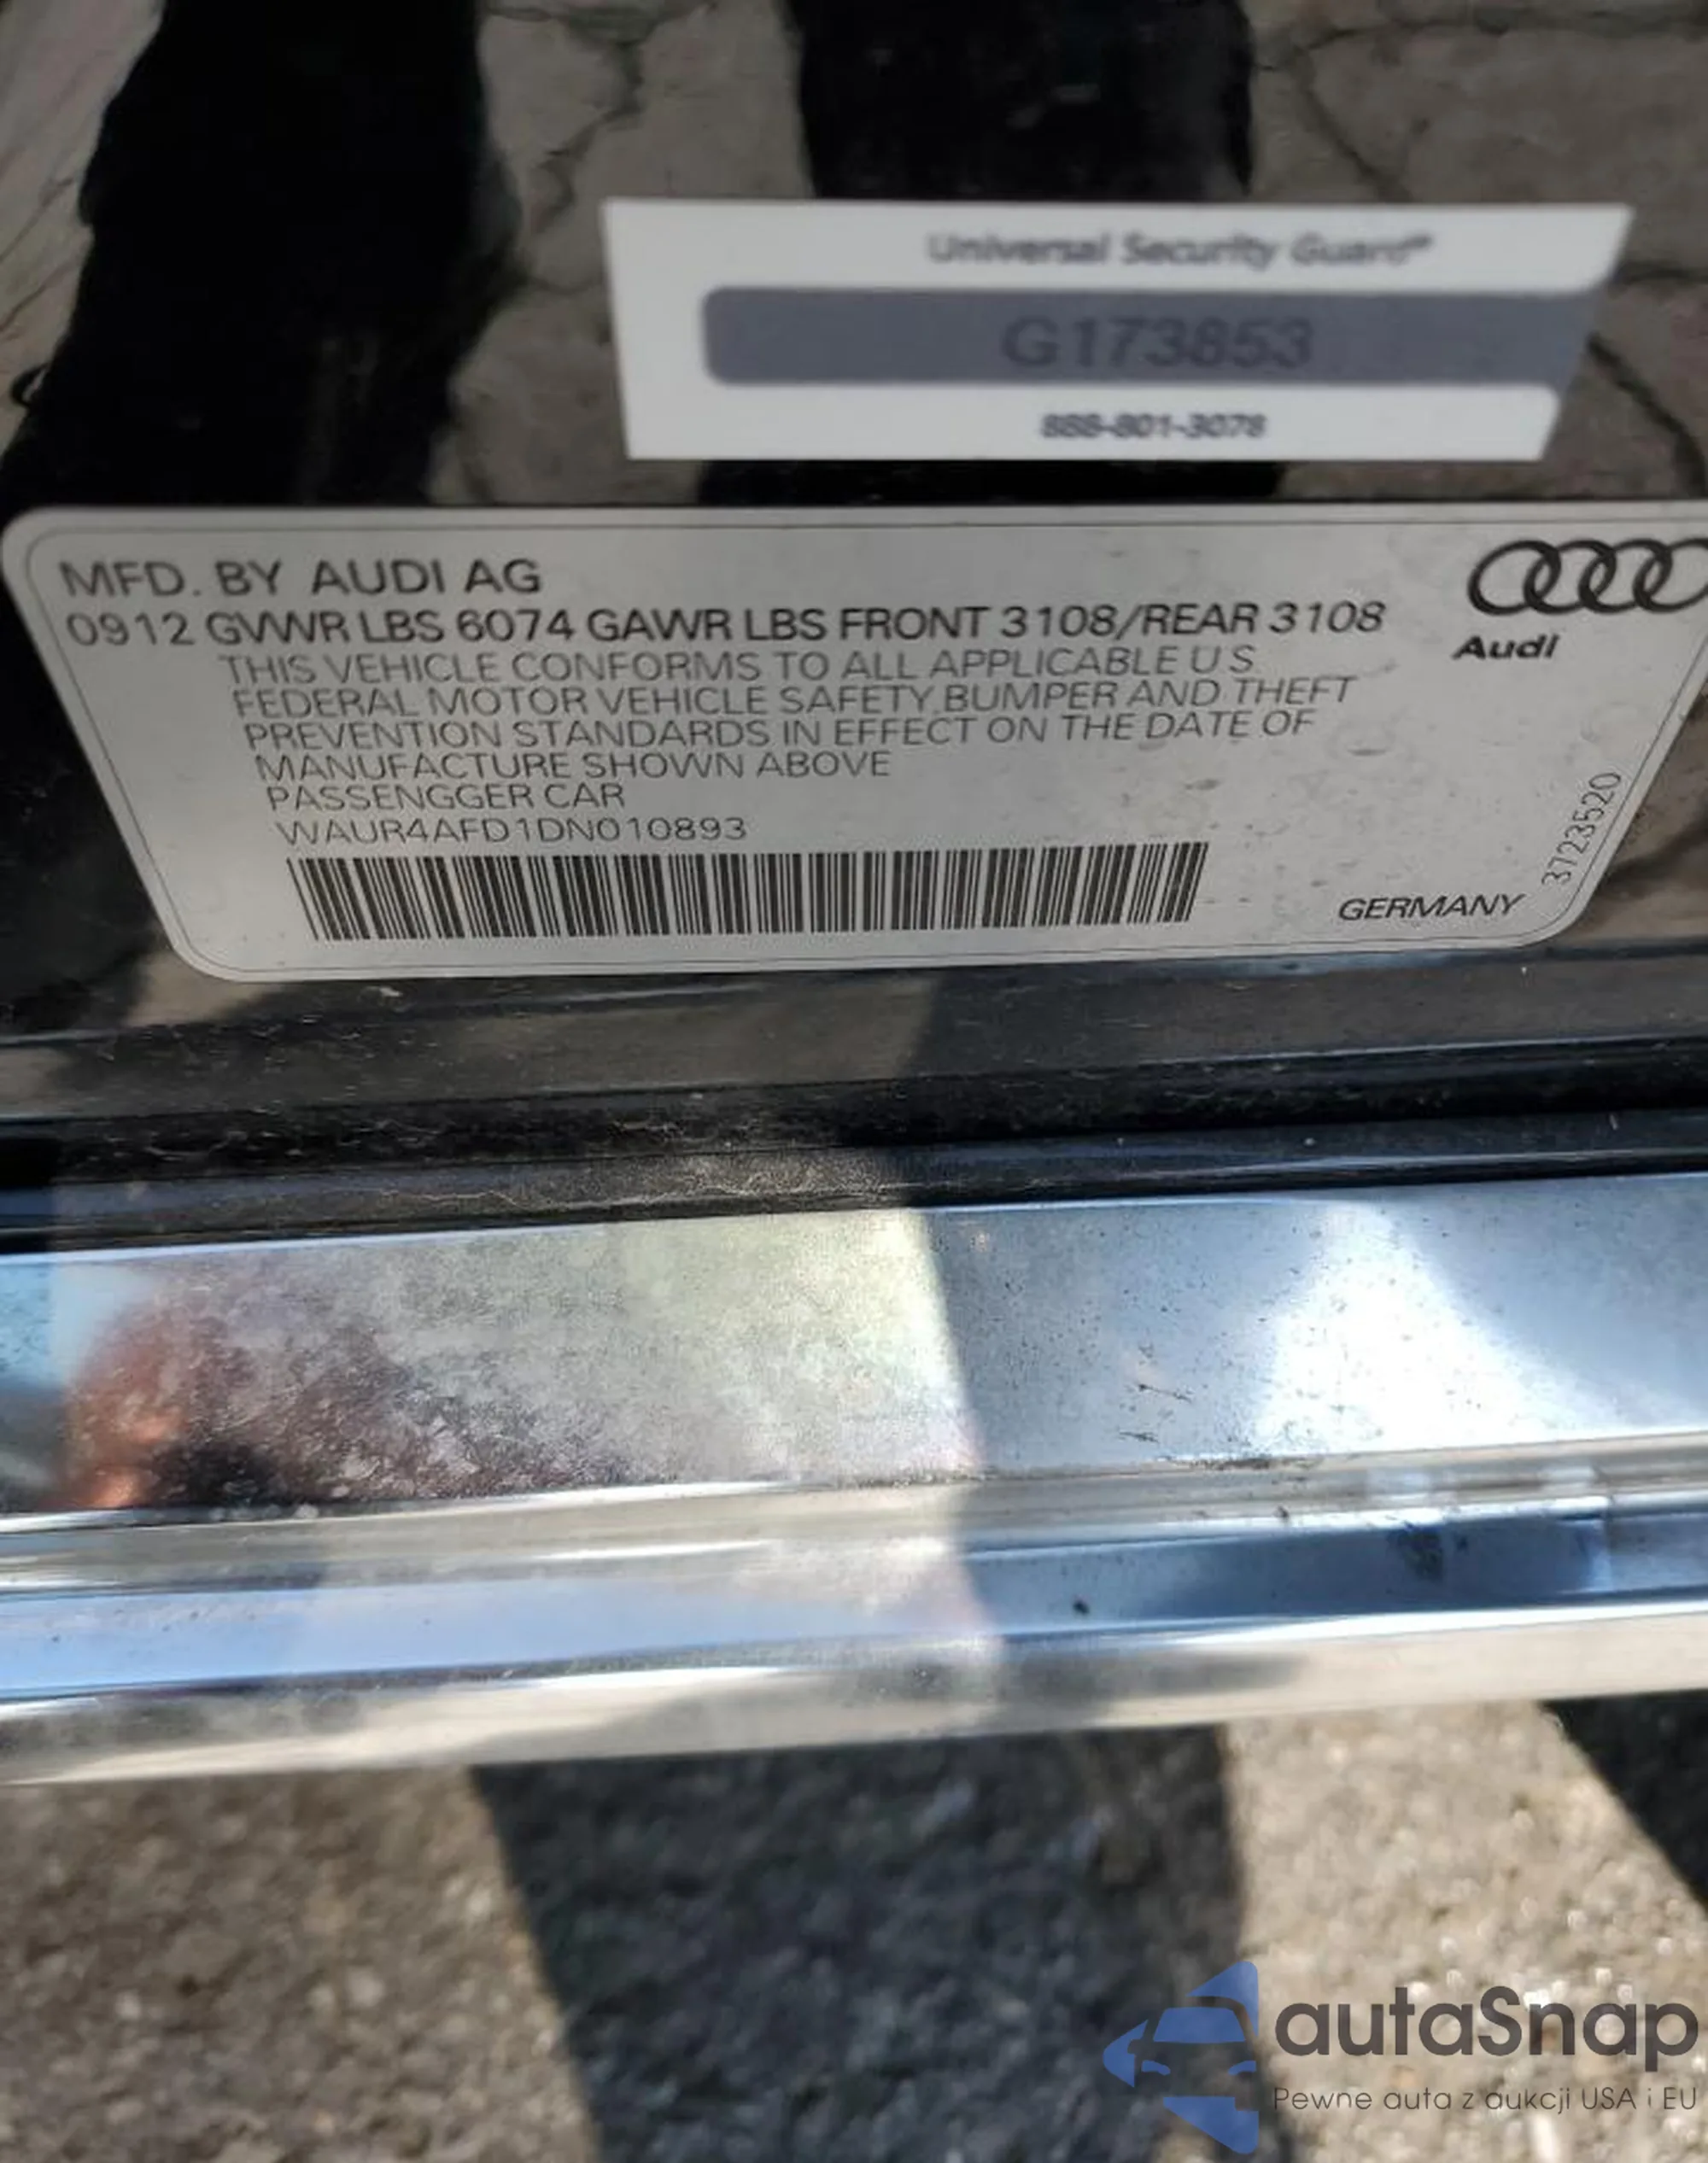 Universal Security Guard®
G173853
888-801-3078
MFD. BY AUDI AG
0912 GVWR LBS 6074 GAWR LBS FRONT 3108/REAR 3108
Audi
THIS VEHICLE CONFORMS TO ALL APPLICABLE U S
FEDERAL MOTOR VEHICLE SAFETY, BUMPER AND THEFT
PREVENTION STANDARDS IN EFFECT ON THE DATE OF
MANUFACTURE SHOWN ABOVE
PASSENGGER CAR
WAUR4AFD1DN010893
GERMANY
3723520
autaSnap
Pewne auta z aukcji USA i EU